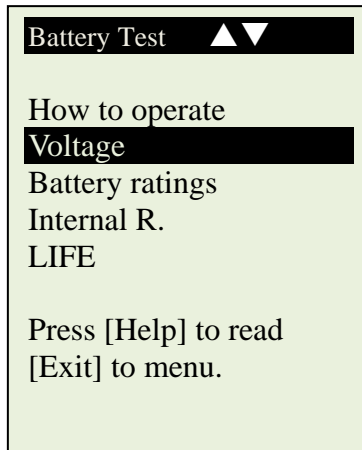 Battery Test ▲▼
How to operate
Voltage
Battery ratings
Internal R.
LIFE
Press [Help] to read
[Exit] to menu.